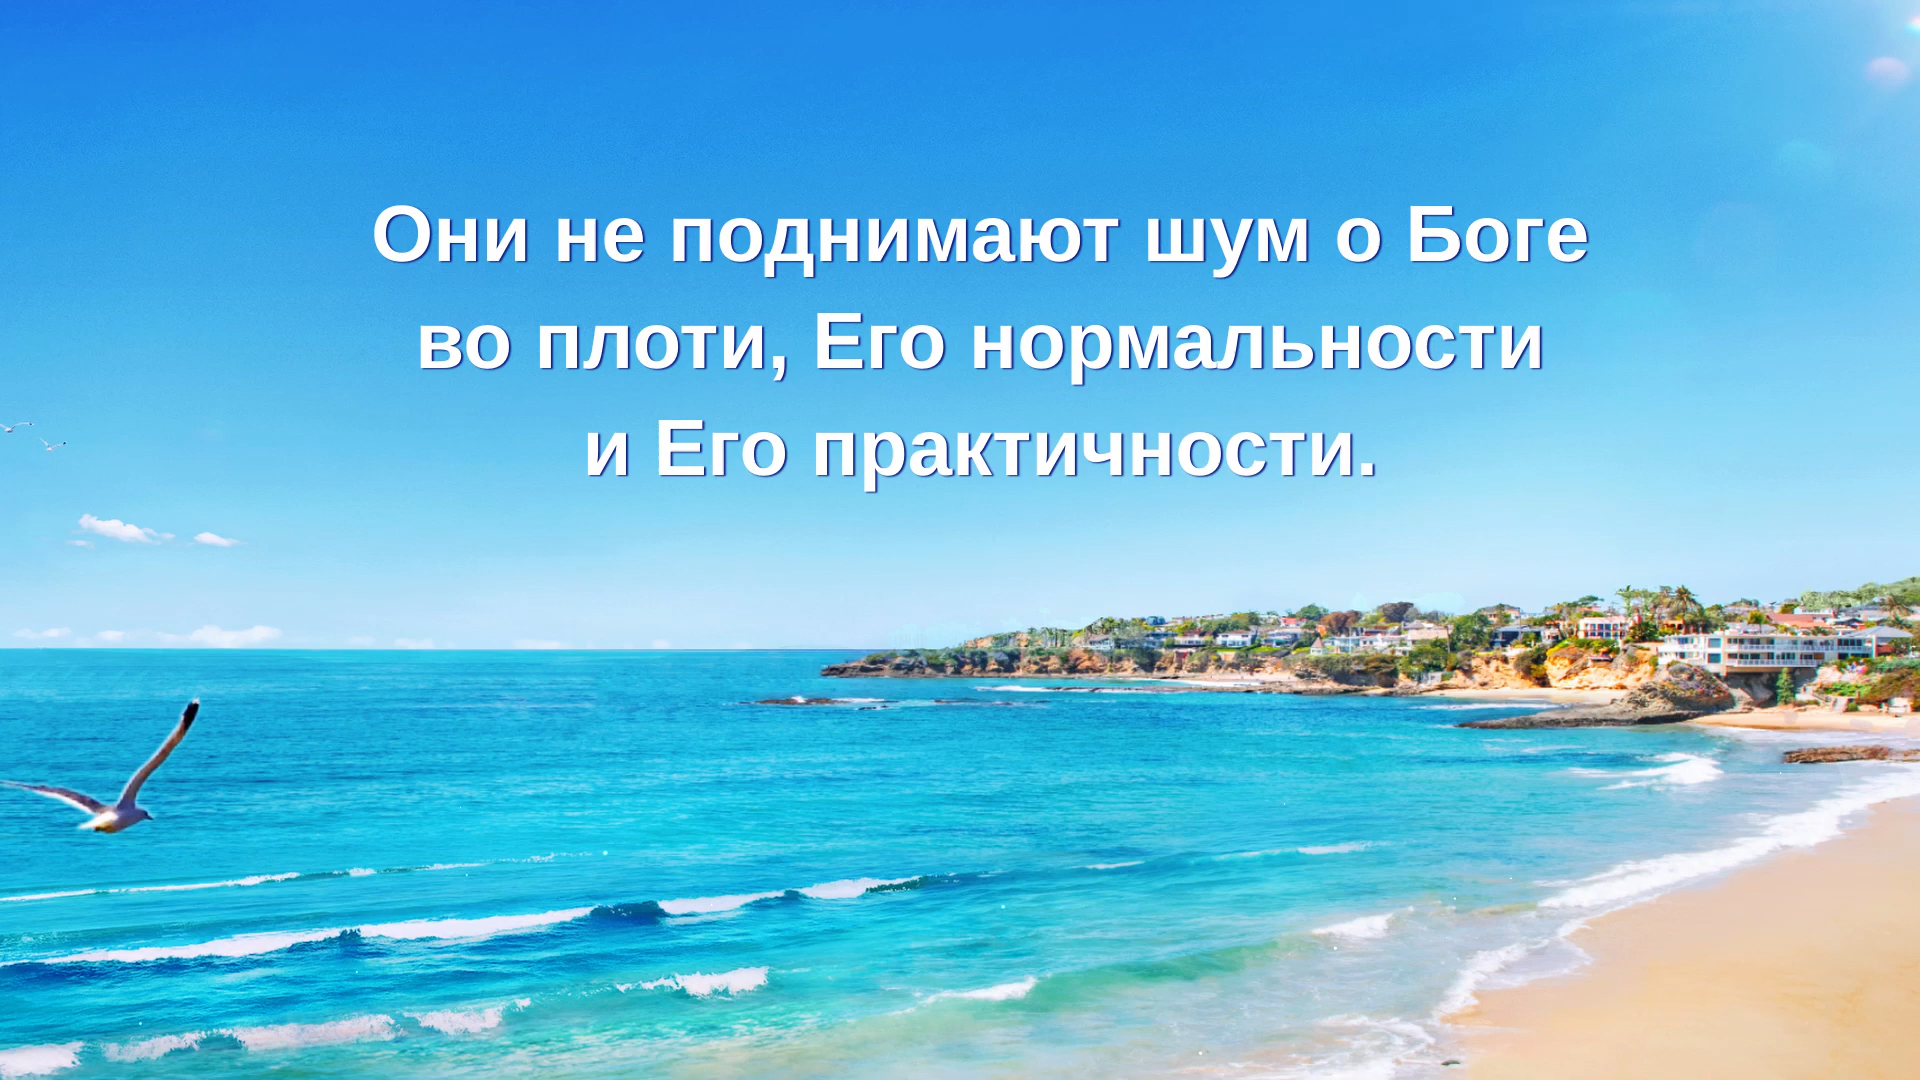 Они не поднимают шум о Боге
во плоти, Его нормальности
и Его практичности.